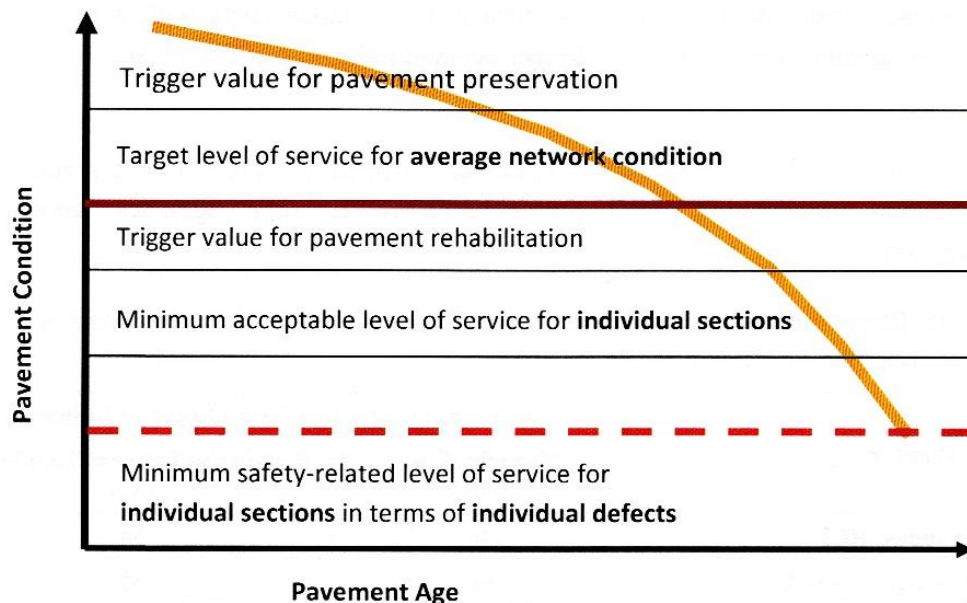 Trigger value for pavement preservation
Target level of service for average network condition
Trigger value for pavement rehabilitation
Minimum acceptable level of service for individual sections
Minimum safety-related level of service for
individual sections in terms of individual defects
Pavement Condition
Pavement Age